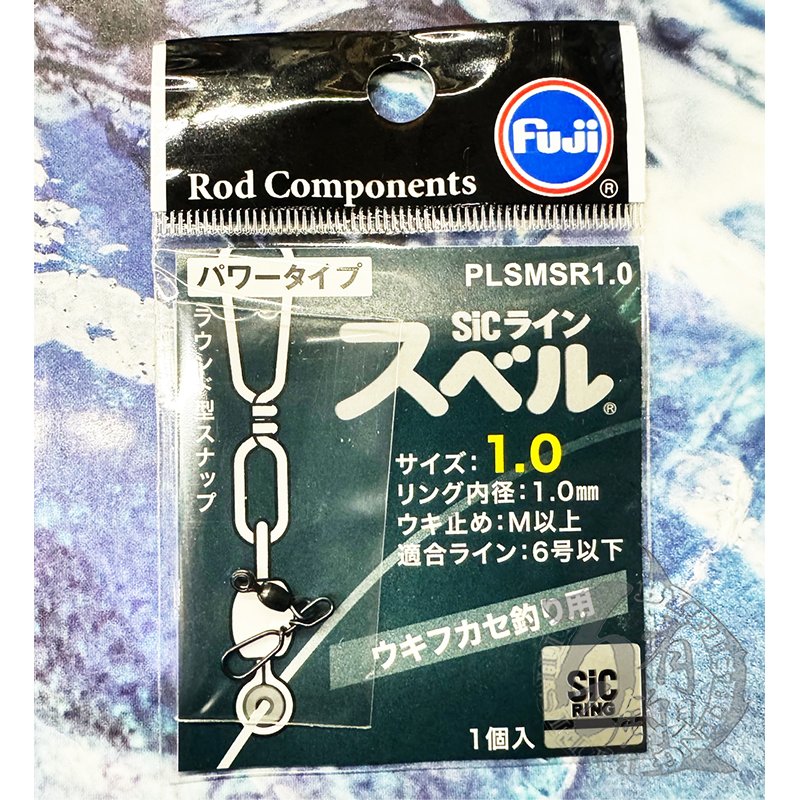 Fuji
®
Rod Components
パワータイプ
PLSMSR1.0
ラウンド型スナップ
SiCライン
スベル®
サイズ：1.0
リング内径：1.0㎜
ウキ止め：M以上
適合ライン：6号以下
ウキフカセ釣り用
SiC
RING
1個入